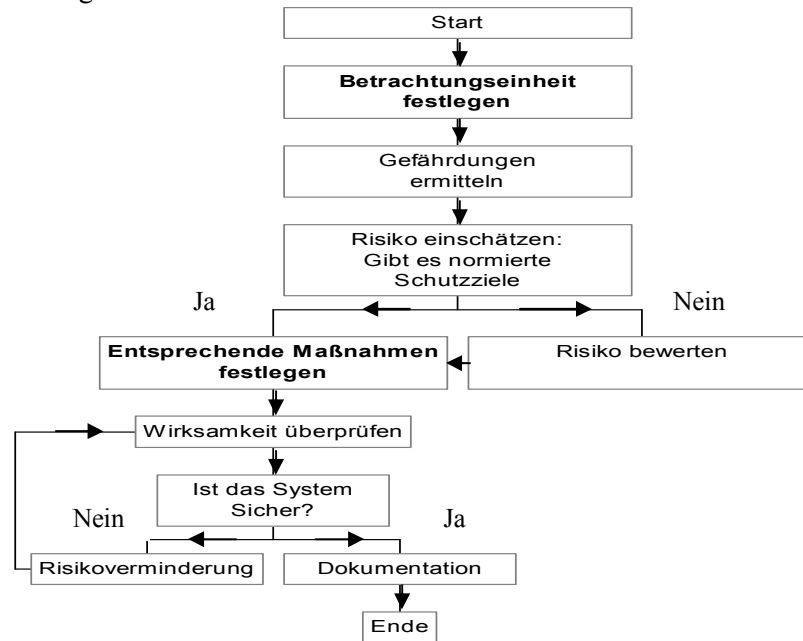 Start
Betrachtungseinheit
festlegen
Gefährdungen
ermitteln
Risiko einschätzen:
Gibt es normierte
Schutzziele
Ja
Nein
Entsprechende Maßnahmen
festlegen
Risiko bewerten
Wirksamkeit überprüfen
Ist das System
Sicher?
Nein
Ja
Risikoverminderung
Dokumentation
Ende